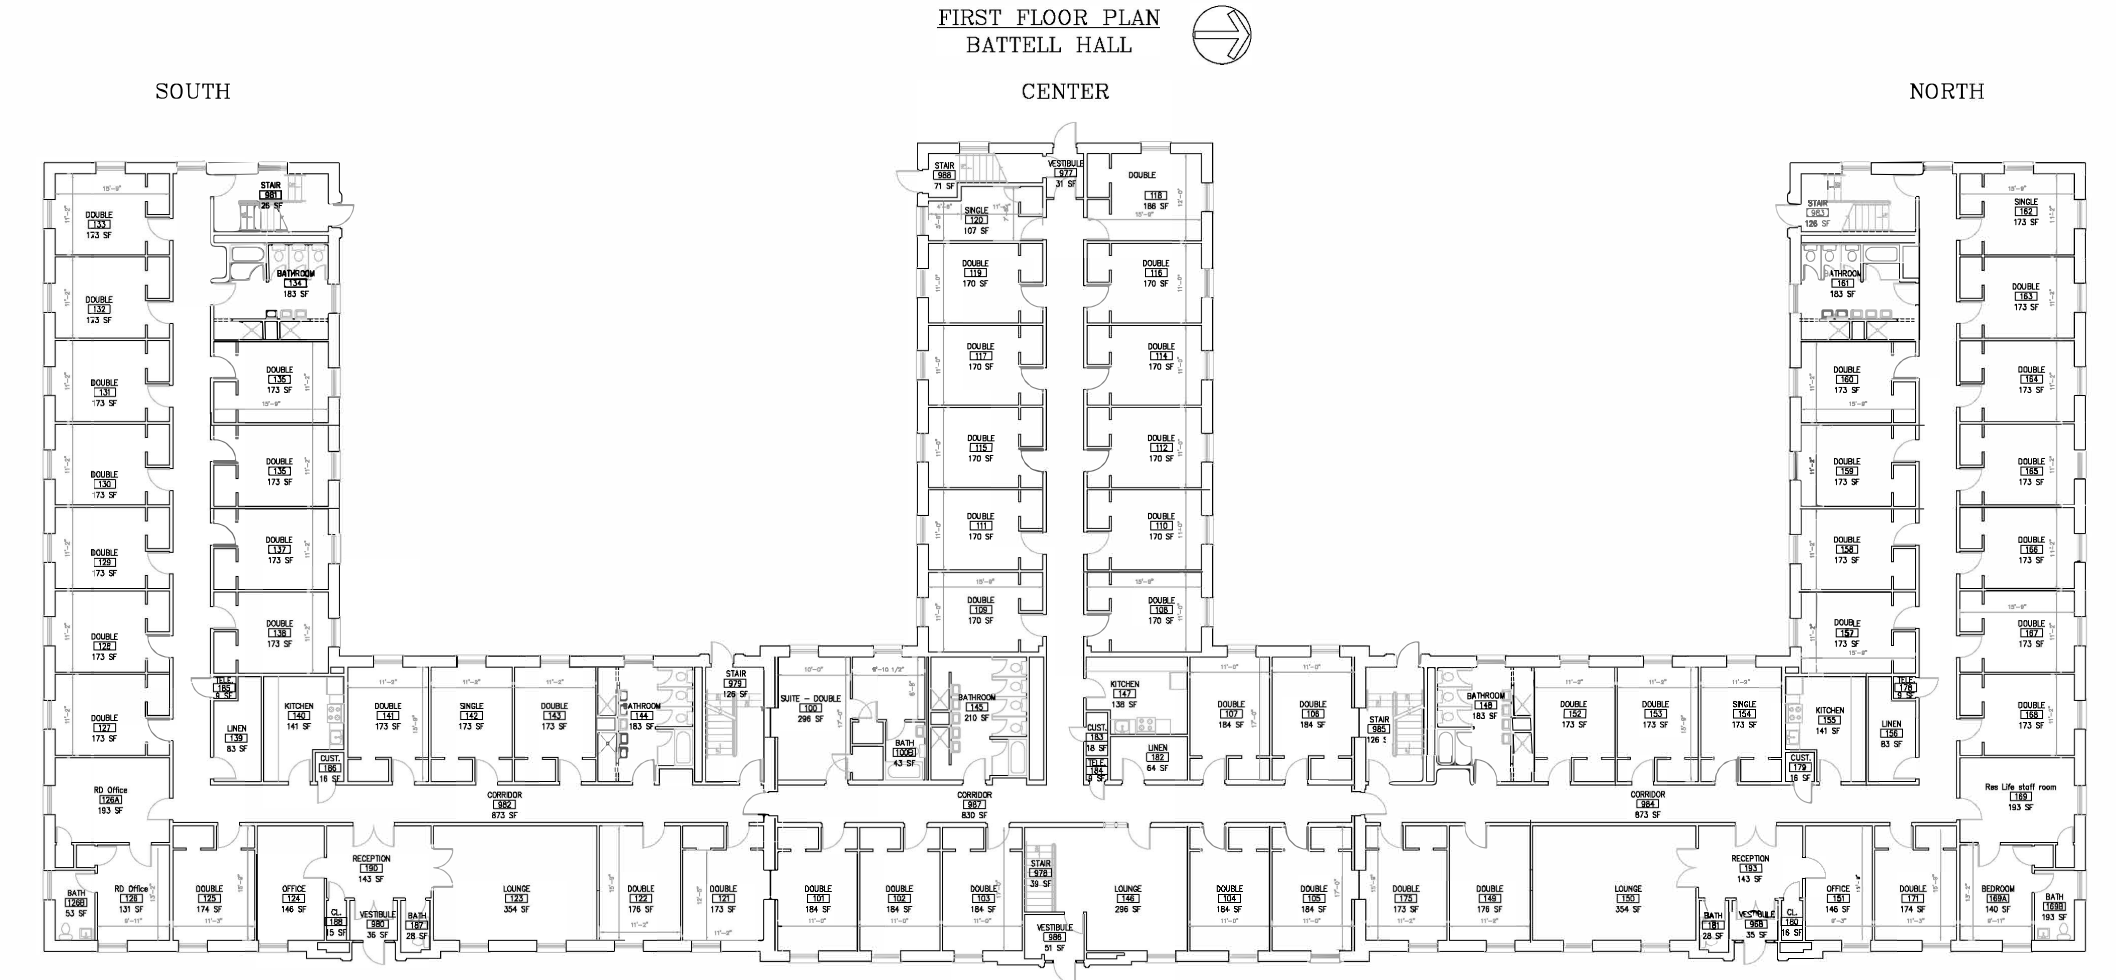 FIRST FLOOR PLAN
BATTELL HALL
SOUTH
CENTER
NORTH
DOUBLE
133
173 SF
DOUBLE
132
173 SF
DOUBLE
131
173 SF
DOUBLE
130
173 SF
DOUBLE
129
173 SF
DOUBLE
128
173 SF
DOUBLE
127
173 SF
RD Office
126A
193 SF
BATH
126B
53 SF
RD Office
126
131 SF
DOUBLE
125
174 SF
OFFICE
124
146 SF
RECEPTION
190
143 SF
CL.
188
15 SF
VESTIBULE
980
36 SF
BATH
187
28 SF
LOUNGE
123
354 SF
DOUBLE
122
176 SF
DOUBLE
121
173 SF
STAIR
981
26 SF
BATHROOM
134
183 SF
DOUBLE
135
173 SF
DOUBLE
173 SF
DOUBLE
137
173 SF
DOUBLE
138
173 SF
TELE.
185
9 SF
LINEN
139
83 SF
KITCHEN
140
141 SF
CUST.
186
16 SF
DOUBLE
141
173 SF
SINGLE
142
173 SF
DOUBLE
143
173 SF
BATHROOM
144
183 SF
STAIR
979
126 SF
CORRIDOR
982
873 SF
STAIR
988
71 SF
VESTIBULE
977
31 SF
DOUBLE
118
186 SF
SINGLE
120
107 SF
DOUBLE
119
170 SF
DOUBLE
116
170 SF
DOUBLE
117
170 SF
DOUBLE
114
170 SF
DOUBLE
115
170 SF
DOUBLE
112
170 SF
DOUBLE
111
170 SF
DOUBLE
110
170 SF
DOUBLE
109
170 SF
DOUBLE
108
170 SF
SUITE - DOUBLE
100
296 SF
BATH
100B
43 SF
BATHROOM
145
210 SF
KITCHEN
147
138 SF
CUST.
183
18 SF
TELE.
184
9 SF
LINEN
182
64 SF
DOUBLE
107
184 SF
DOUBLE
106
184 SF
CORRIDOR
987
830 SF
DOUBLE
101
184 SF
DOUBLE
102
184 SF
DOUBLE
103
184 SF
STAIR
978
39 SF
VESTIBULE
986
51 SF
LOUNGE
146
296 SF
DOUBLE
104
184 SF
DOUBLE
105
184 SF
STAIR
985
126 S
BATHROOM
148
183 SF
DOUBLE
152
173 SF
DOUBLE
153
173 SF
SINGLE
154
173 SF
KITCHEN
155
141 SF
CUST.
179
16 SF
LINEN
156
83 SF
TELE.
178
9 SF
CORRIDOR
984
873 SF
DOUBLE
175
173 SF
DOUBLE
149
176 SF
LOUNGE
150
354 SF
RECEPTION
193
143 SF
BATH
181
28 SF
VESTIBULE
968
35 SF
CL.
180
16 SF
OFFICE
151
146 SF
DOUBLE
171
174 SF
BEDROOM
169A
140 SF
BATH
169B
193 SF
Res Life staff room
169
193 SF
STAIR
983
126 SF
BATHROOM
161
183 SF
DOUBLE
160
173 SF
DOUBLE
159
173 SF
DOUBLE
158
173 SF
DOUBLE
157
173 SF
SINGLE
162
173 SF
DOUBLE
163
173 SF
DOUBLE
164
173 SF
DOUBLE
165
173 SF
DOUBLE
166
173 SF
DOUBLE
167
173 SF
DOUBLE
168
173 SF